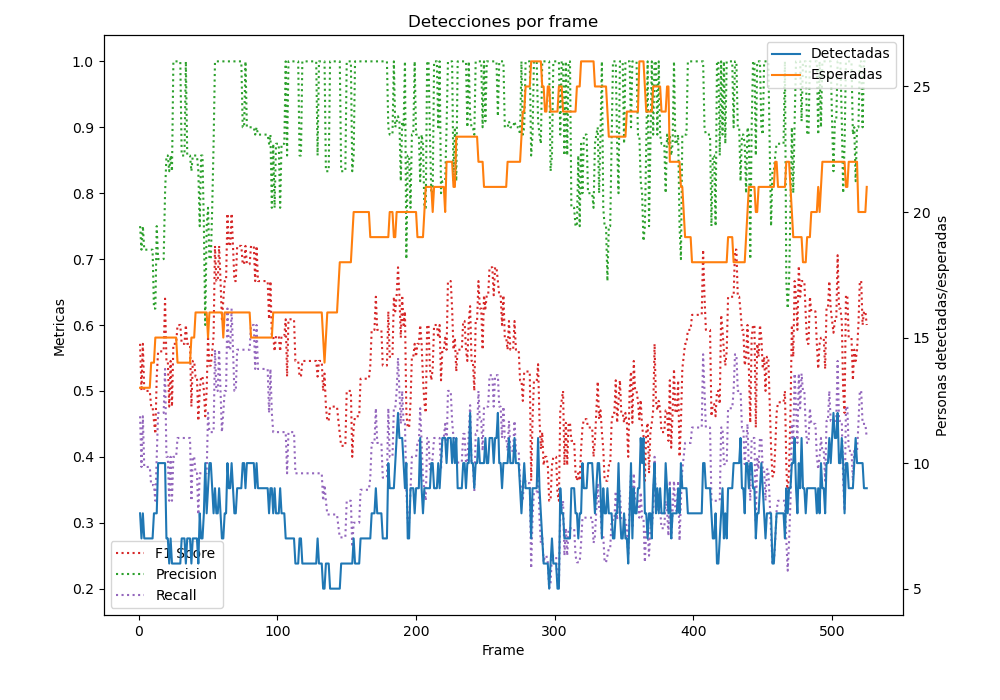 Detecciones por frame
Detectadas
Esperadas
1.0
0.9
0.8
0.7
0.6
0.5
0.4
0.3
0.2
Metricas
25
20
15
10
5
Personas detectadas/esperadas
F1 Score
Precision
Recall
0
100
200
300
400
500
Frame